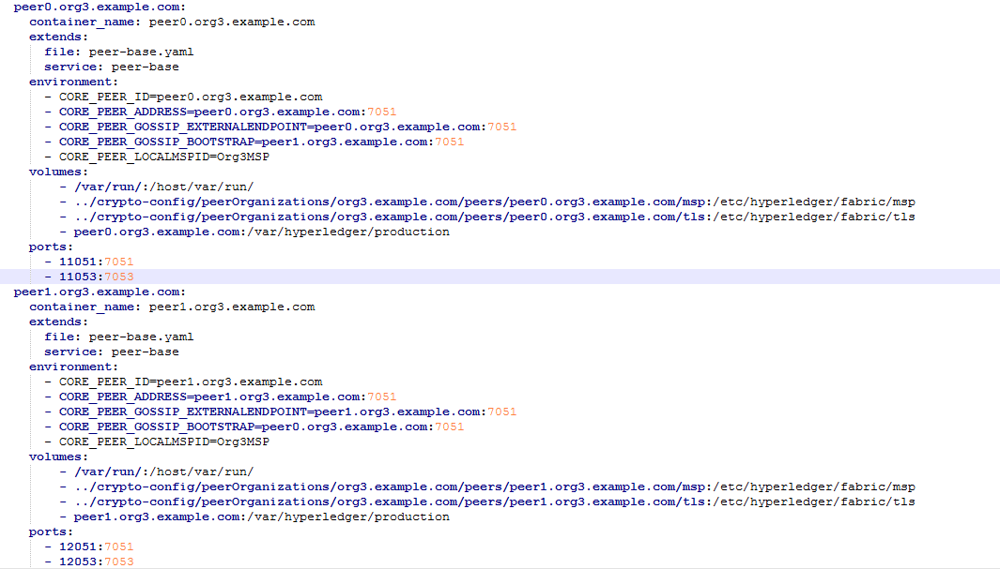 peer0.org3.example.com:
container_name: peer0.org3.example.com
extends:
file: peer-base.yaml
service: peer-base
environment:
- CORE_PEER_ID=peer0.org3.example.com
- CORE_PEER_ADDRESS=peer0.org3.example.com:7051
- CORE_PEER_GOSSIP_EXTERNALENDPOINT=peer0.org3.example.com:7051
- CORE_PEER_GOSSIP_BOOTSTRAP=peer1.org3.example.com:7051
- CORE_PEER_LOCALMSPID=Org3MSP
volumes:
- /var/run/:/host/var/run/
- ../crypto-config/peerOrganizations/org3.example.com/peers/peer0.org3.example.com/msp:/etc/hyperledger/fabric/msp
- ../crypto-config/peerOrganizations/org3.example.com/peers/peer0.org3.example.com/tls:/etc/hyperledger/fabric/tls
- peer0.org3.example.com:/var/hyperledger/production
ports:
- 11051:7051
- 11053:7053
peer1.org3.example.com:
container_name: peer1.org3.example.com
extends:
file: peer-base.yaml
service: peer-base
environment:
- CORE_PEER_ID=peer1.org3.example.com
- CORE_PEER_ADDRESS=peer1.org3.example.com:7051
- CORE_PEER_GOSSIP_EXTERNALENDPOINT=peer1.org3.example.com:7051
- CORE_PEER_GOSSIP_BOOTSTRAP=peer0.org3.example.com:7051
- CORE_PEER_LOCALMSPID=Org3MSP
volumes:
- /var/run/:/host/var/run/
- ../crypto-config/peerOrganizations/org3.example.com/peers/peer1.org3.example.com/msp:/etc/hyperledger/fabric/msp
- ../crypto-config/peerOrganizations/org3.example.com/peers/peer1.org3.example.com/tls:/etc/hyperledger/fabric/tls
- peer1.org3.example.com:/var/hyperledger/production
ports:
- 12051:7051
- 12053:7053